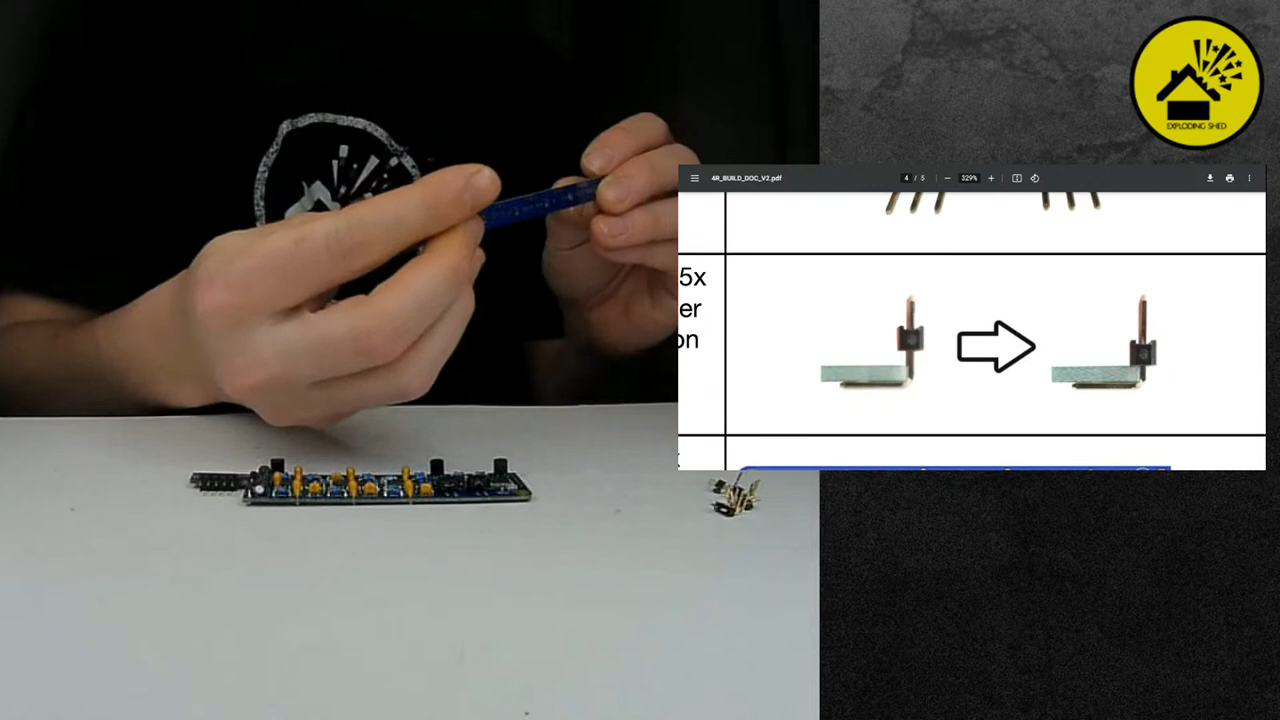 EXPLODING SHED
4R_BUILD_DOC_V2.pdf
4 / 5
329%
5x
er
on